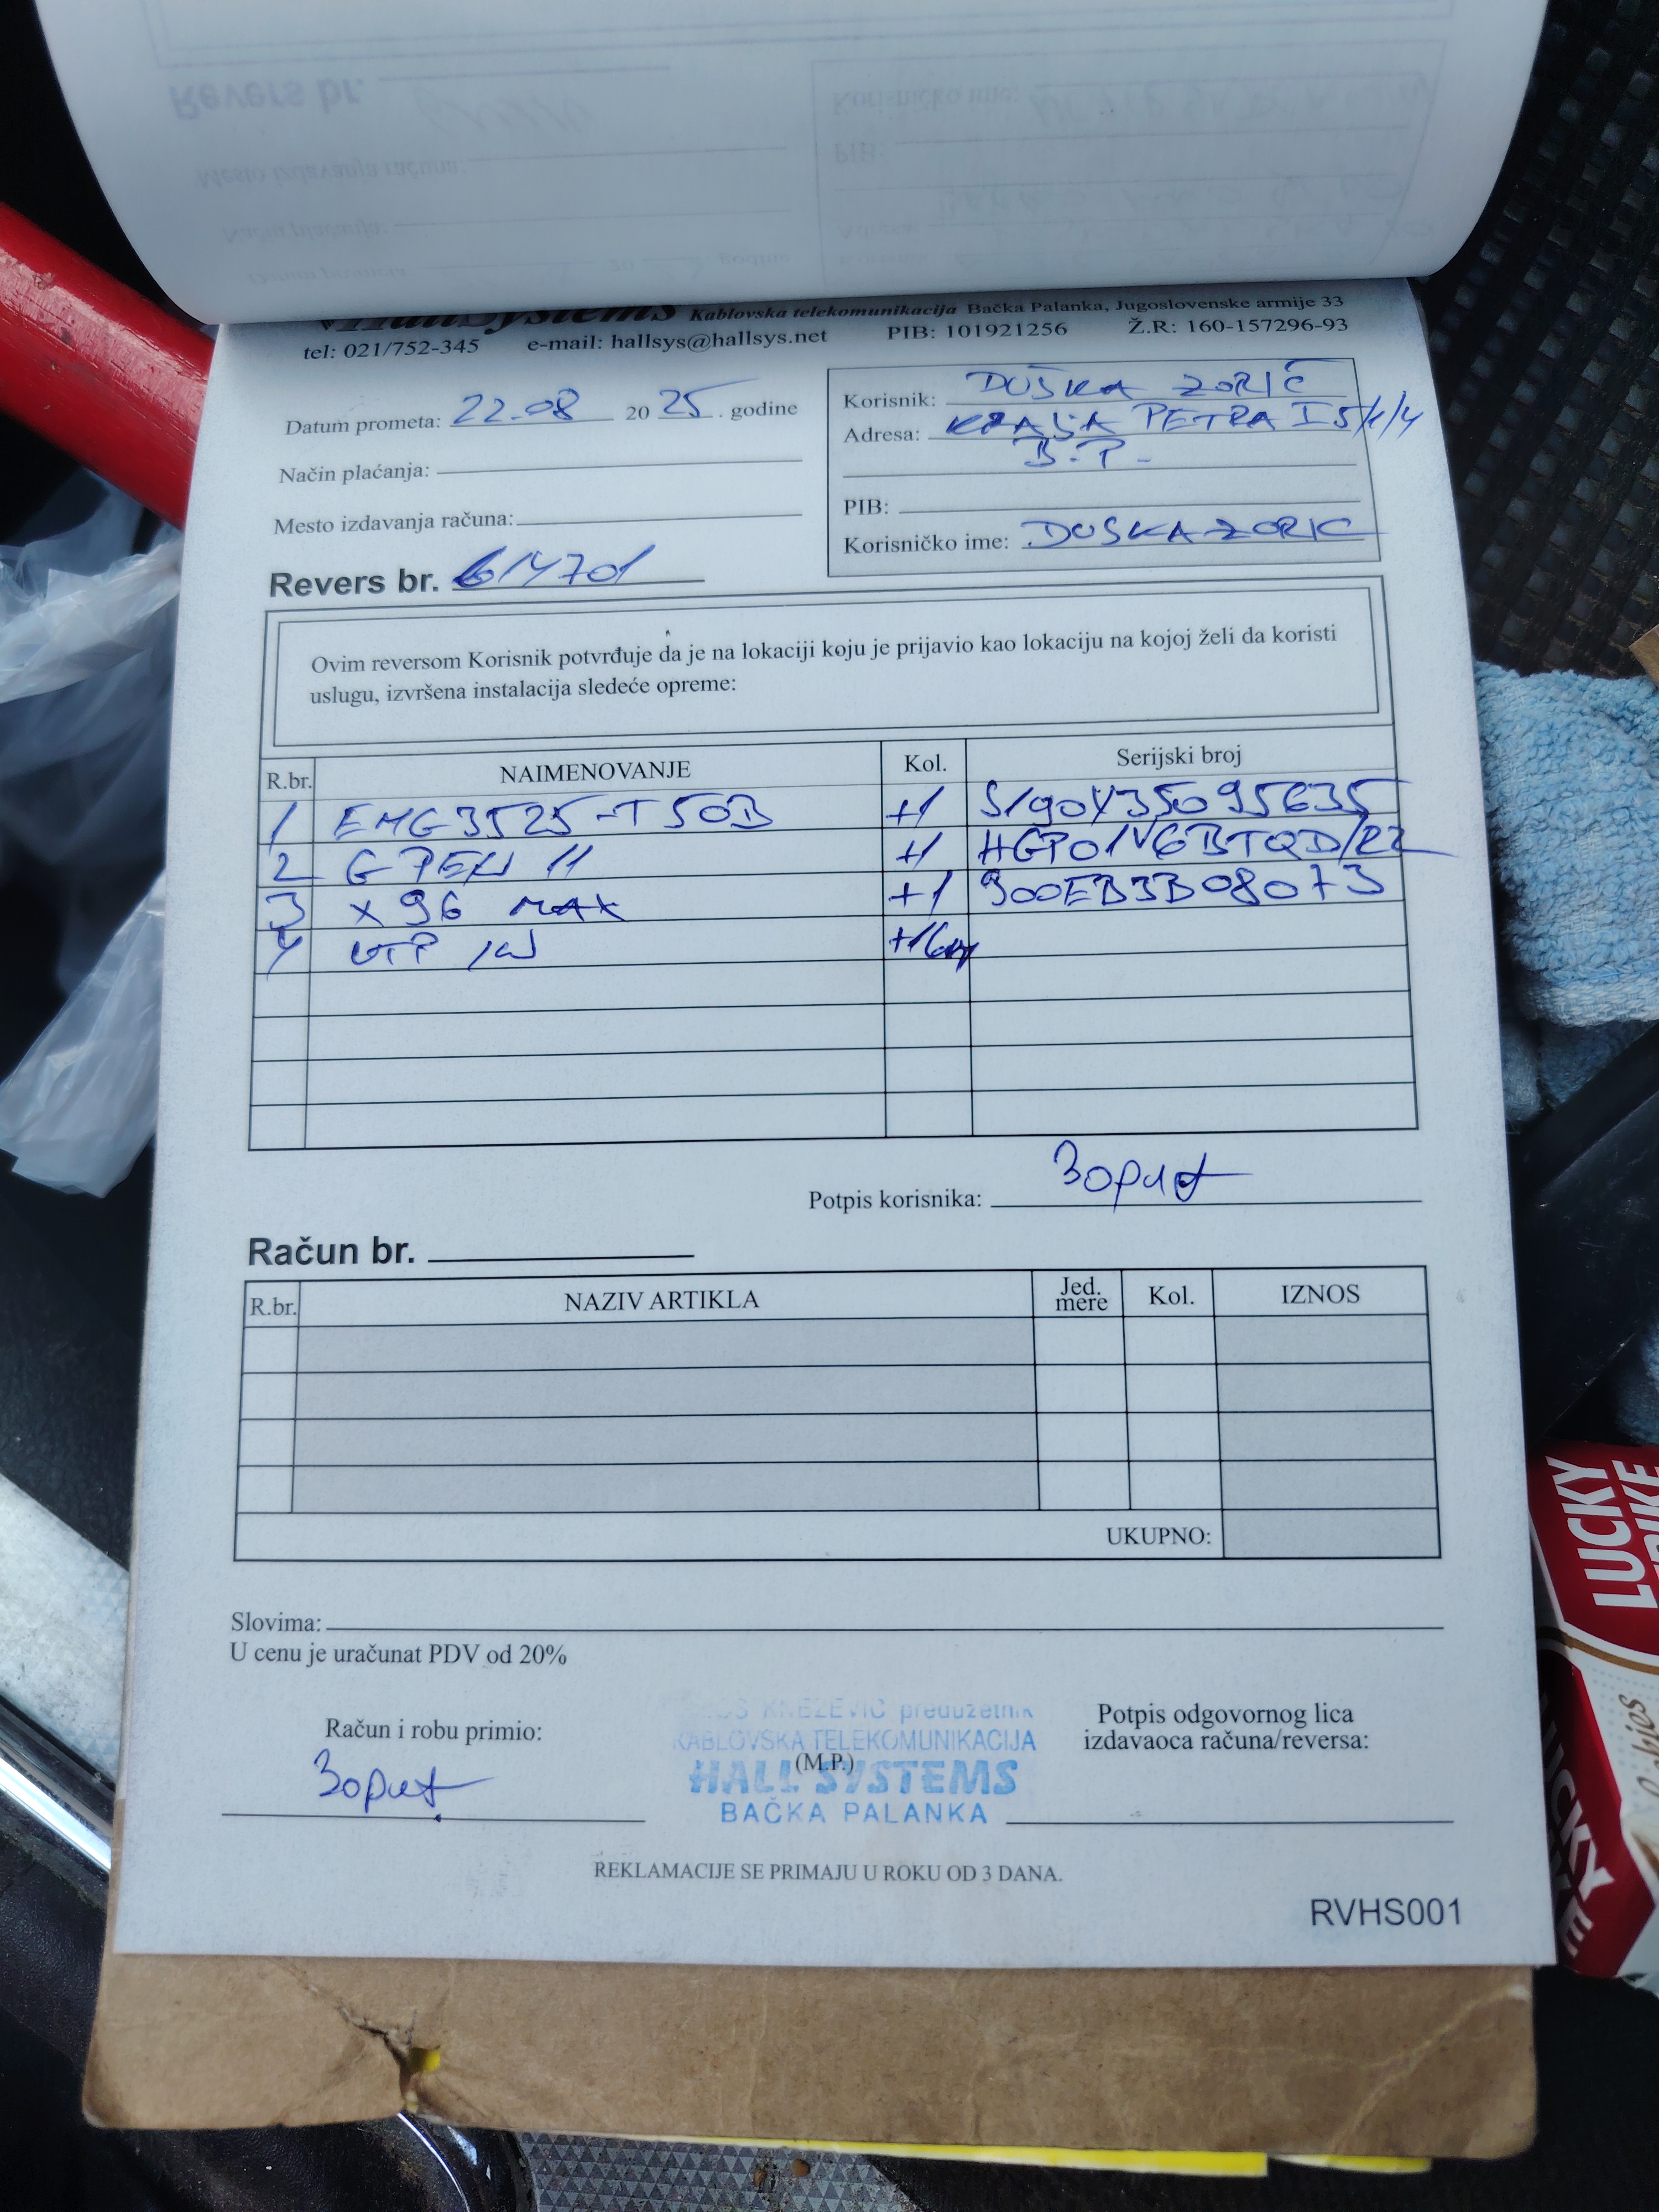 HallSystems Kablovska telekomunikacija Bačka Palanka, Jugoslovenske armije 33
tel: 021/752-345 e-mail: hallsys@hallsys.net PIB: 101921256 Ž.R: 160-157296-93
Datum prometa: 22.08 2025. godine
Način plaćanja:
Mesto izdavanja računa:
Korisnik: DUŠKA ZORIĆ
Adresa: KRALJA PETRA I 5/1/4
B.P-
PIB:
Korisničko ime: DUSKAZORIC
Revers br. 614701
Ovim reversom Korisnik potvrđuje da je na lokaciji koju je prijavio kao lokaciju na kojoj želi da koristi
uslugu, izvršena instalacija sledeće opreme:
R.br. NAIMENOVANJE Kol. Serijski broj
1 EMG3525-T50B +1 S190Y35095635
2 G PEN 11 +1
3 X96 MAX +1 900EB3B08073
4 UTP
Potpis korisnika: Зорић
Račun br.
R.br. NAZIV ARTIKLA Jed. mere Kol. IZNOS
UKUPNO:
Slovima:
U cenu je uračunat PDV od 20%
Račun i robu primio:
Зорић
KNEZEVIC preduzetnik
KABLOVSKA TELEKOMUNIKACIJA
(M.P.)
HALL SYSTEMS
BAČKA PALANKA
Potpis odgovornog lica
izdavaoca računa/reversa:
REKLAMACIJE SE PRIMAJU U ROKU OD 3 DANA.
RVHS001
LUCKY